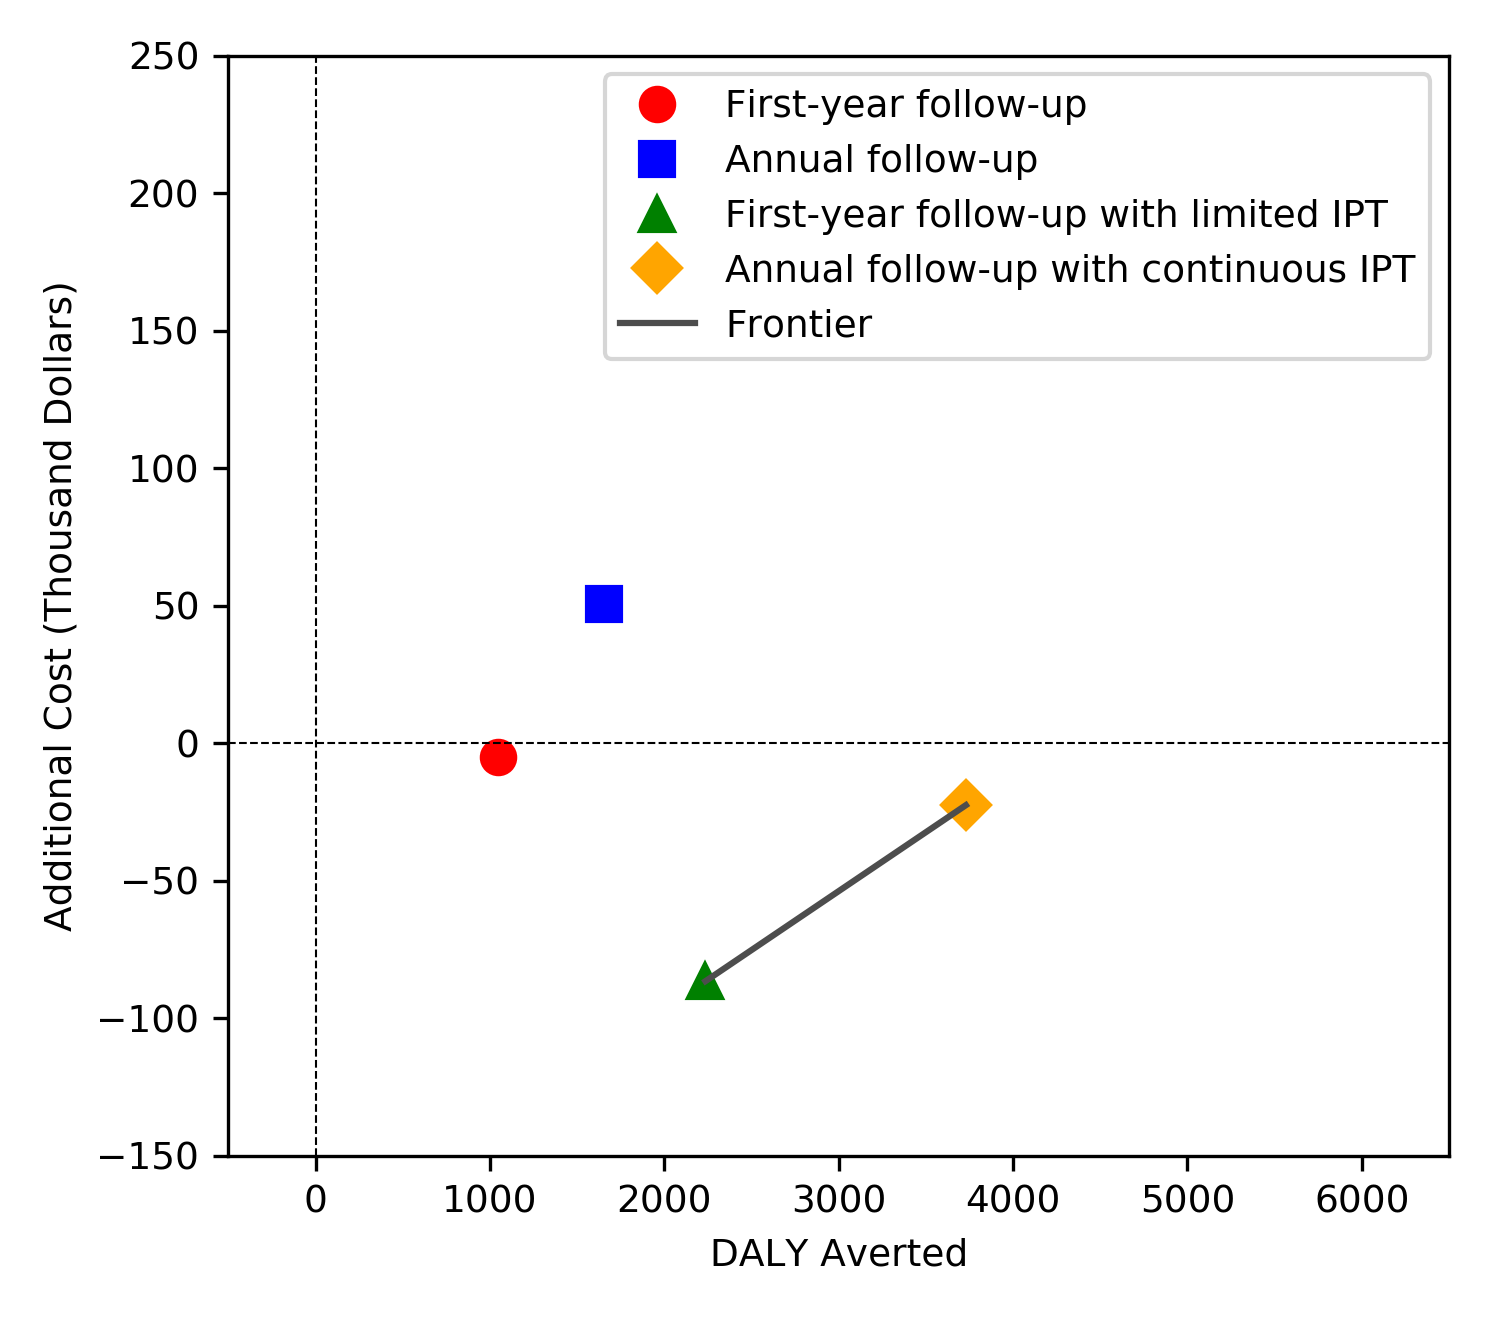 250
200
150
100
50
0
−50
−100
−150
Additional Cost (Thousand Dollars)
First-year follow-up
Annual follow-up
First-year follow-up with limited IPT
Annual follow-up with continuous IPT
Frontier
0 1000 2000 3000 4000 5000 6000
DALY Averted